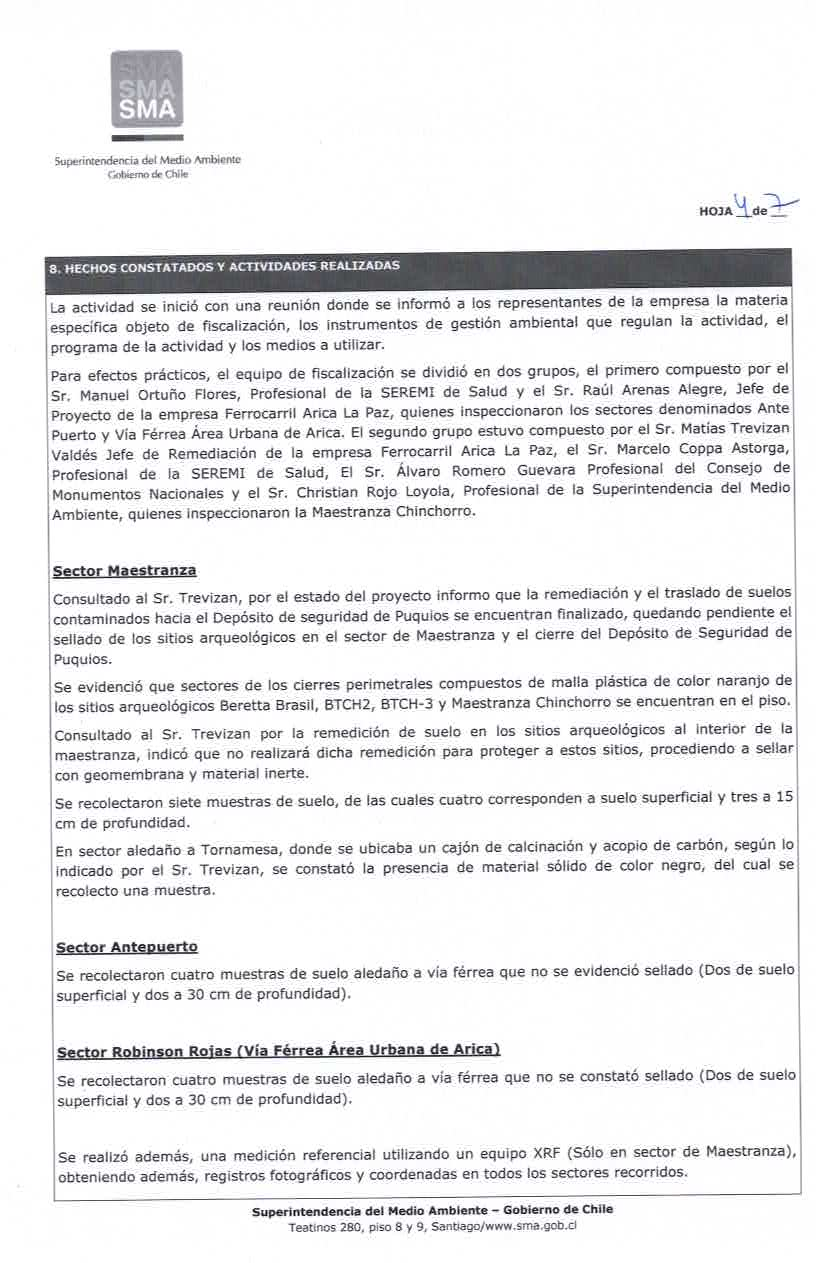 SMA
SMA
SMA
Superintendencia del Medio Ambiente
Gobierno de Chile
HOJA 4 de 7
8. HECHOS CONSTATADOS Y ACTIVIDADES REALIZADAS
La actividad se inició con una reunión donde se informó a los representantes de la empresa la materia
específica objeto de fiscalización, los instrumentos de gestión ambiental que regulan la actividad, el
programa de la actividad y los medios a utilizar.
Para efectos prácticos, el equipo de fiscalización se dividió en dos grupos, el primero compuesto por el
Sr. Manuel Ortuño Flores, Profesional de la SEREMI de Salud y el Sr. Raúl Arenas Alegre, Jefe de
Proyecto de la empresa Ferrocarril Arica La Paz, quienes inspeccionaron los sectores denominados Ante
Puerto y Vía Férrea Área Urbana de Arica. El segundo grupo estuvo compuesto por el Sr. Matías Trevizan
Valdés Jefe de Remediación de la empresa Ferrocarril Arica La Paz, el Sr. Marcelo Coppa Astorga,
Profesional de la SEREMI de Salud, El Sr. Álvaro Romero Guevara Profesional del Consejo de
Monumentos Nacionales y el Sr. Christian Rojo Loyola, Profesional de la Superintendencia del Medio
Ambiente, quienes inspeccionaron la Maestranza Chinchorro.
Sector Maestranza
Consultado al Sr. Trevizan, por el estado del proyecto informo que la remediación y el traslado de suelos
contaminados hacia el Depósito de seguridad de Puquios se encuentran finalizado, quedando pendiente el
sellado de los sitios arqueológicos en el sector de Maestranza y el cierre del Depósito de Seguridad de
Puquios.
Se evidenció que sectores de los cierres perimetrales compuestos de malla plástica de color naranjo de
los sitios arqueológicos Beretta Brasil, BTCH2, BTCH-3 y Maestranza Chinchorro se encuentran en el piso.
Consultado al Sr. Trevizan por la remedición de suelo en los sitios arqueológicos al interior de la
maestranza, indicó que no realizará dicha remedición para proteger a estos sitios, procediendo a sellar
con geomembrana y material inerte.
Se recolectaron siete muestras de suelo, de las cuales cuatro corresponden a suelo superficial y tres a 15
cm de profundidad.
En sector aledaño a Tornamesa, donde se ubicaba un cajón de calcinación y acopio de carbón, según lo
indicado por el Sr. Trevizan, se constató la presencia de material sólido de color negro, del cual se
recolecto una muestra.
Sector Antepuerto
Se recolectaron cuatro muestras de suelo aledaño a vía férrea que no se evidenció sellado (Dos de suelo
superficial y dos a 30 cm de profundidad).
Sector Robinson Rojas (Vía Férrea Área Urbana de Arica)
Se recolectaron cuatro muestras de suelo aledaño a vía férrea que no se constató sellado (Dos de suelo
superficial y dos a 30 cm de profundidad).
Se realizó además, una medición referencial utilizando un equipo XRF (Sólo en sector de Maestranza),
obteniendo además, registros fotográficos y coordenadas en todos los sectores recorridos.
Superintendencia del Medio Ambiente – Gobierno de Chile
Teatinos 280, piso 8 y 9, Santiago/www.sma.gob.cl